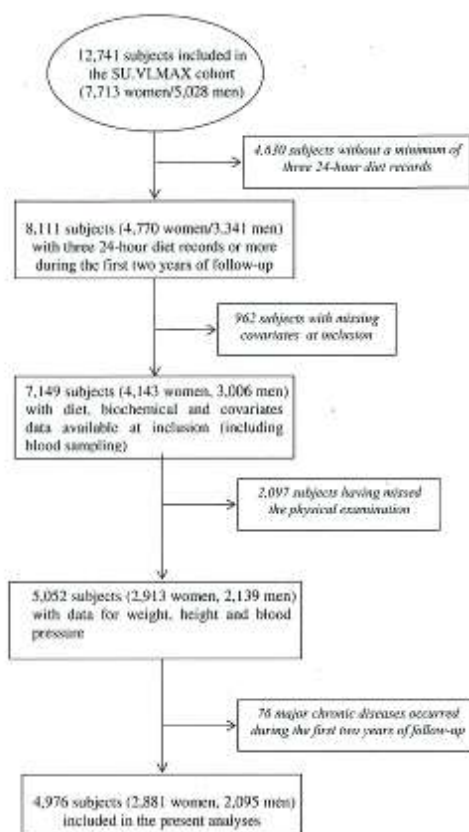 12,741 subjects included in
the SU.VI.MAX cohort
(7,713 women/5,028 men)
4,630 subjects without a minimum of
three 24-hour diet records
8,111 subjects (4,770 women/3,341 men)
with three 24-hour diet records or more
during the first two years of follow-up
962 subjects with missing
covariates at inclusion
7,149 subjects (4,143 women, 3,006 men)
with diet, biochemical and covariates
data available at inclusion (including
blood sampling)
2,097 subjects having missed
the physical examination
5,052 subjects (2,913 women, 2,139 men)
with data for weight, height and blood
pressure
76 major chronic diseases occurred
during the first two years of follow-up
4,976 subjects (2,881 women, 2,095 men)
included in the present analyses